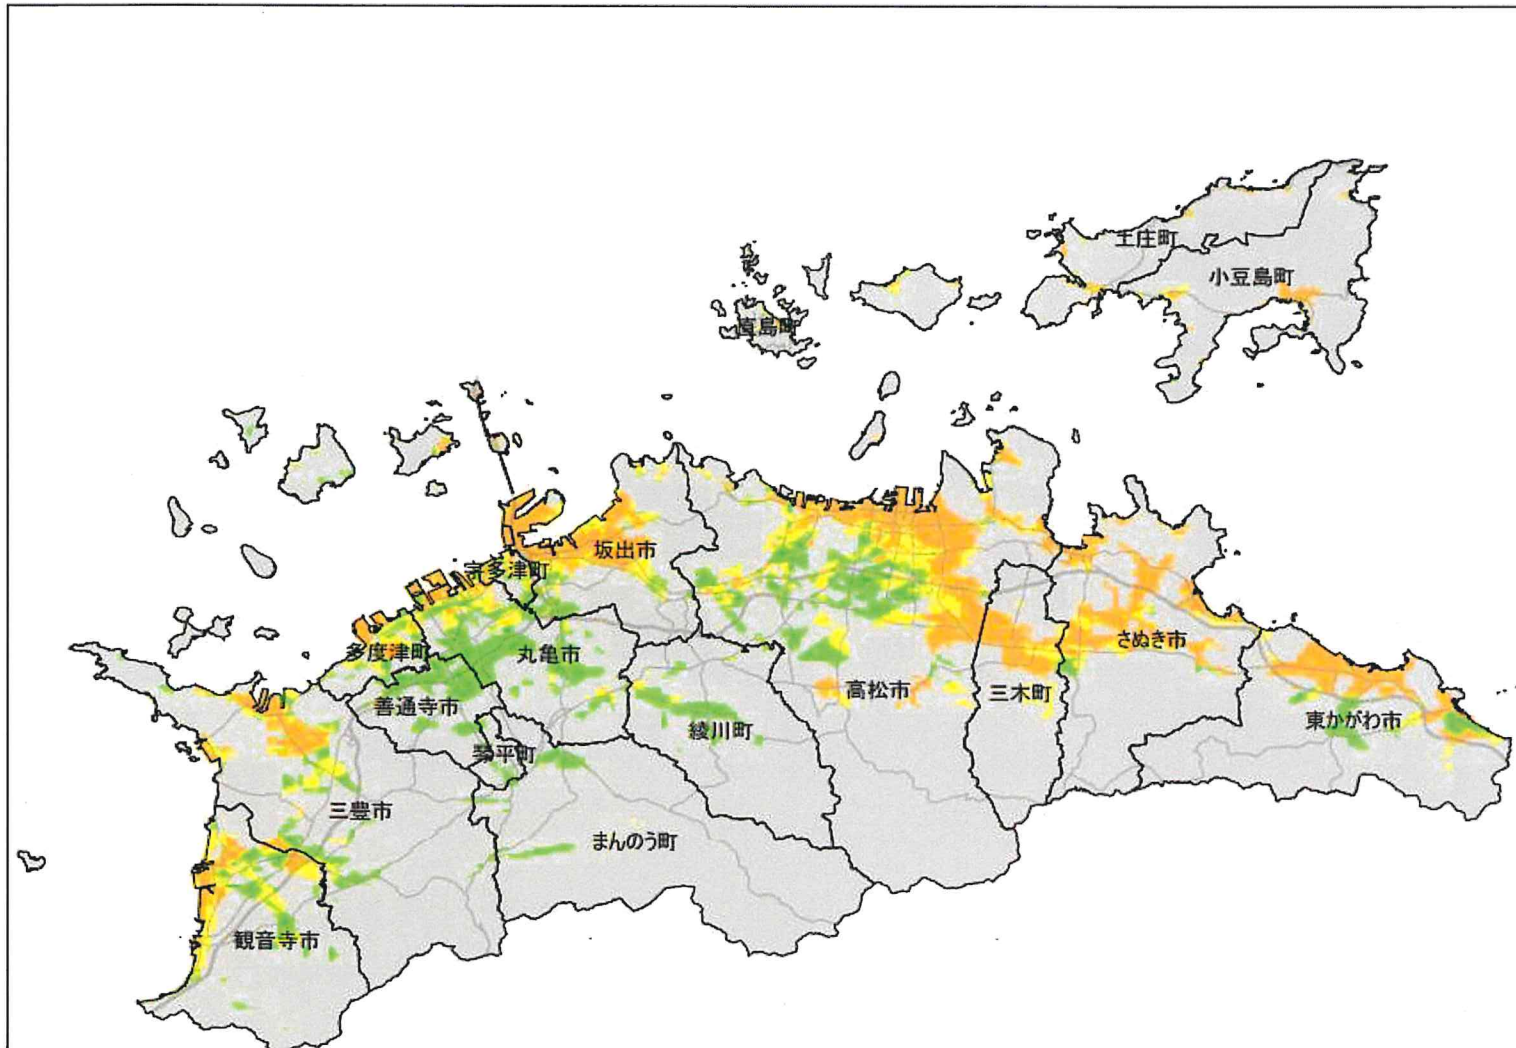 土庄町
小豆島町
直島町
坂出市
宇多津町
さぬき市
多度津町
丸亀市
高松市
三木町
善通寺市
綾川町
東かがわ市
琴平町
三豊市
まんのう町
観音寺市